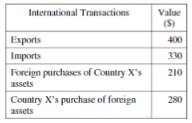 International Transactions Value
($)
Exports 400
Imports 330
Foreign purchases of Country X's 210
assets
Country X's purchase of foreign 280
assets